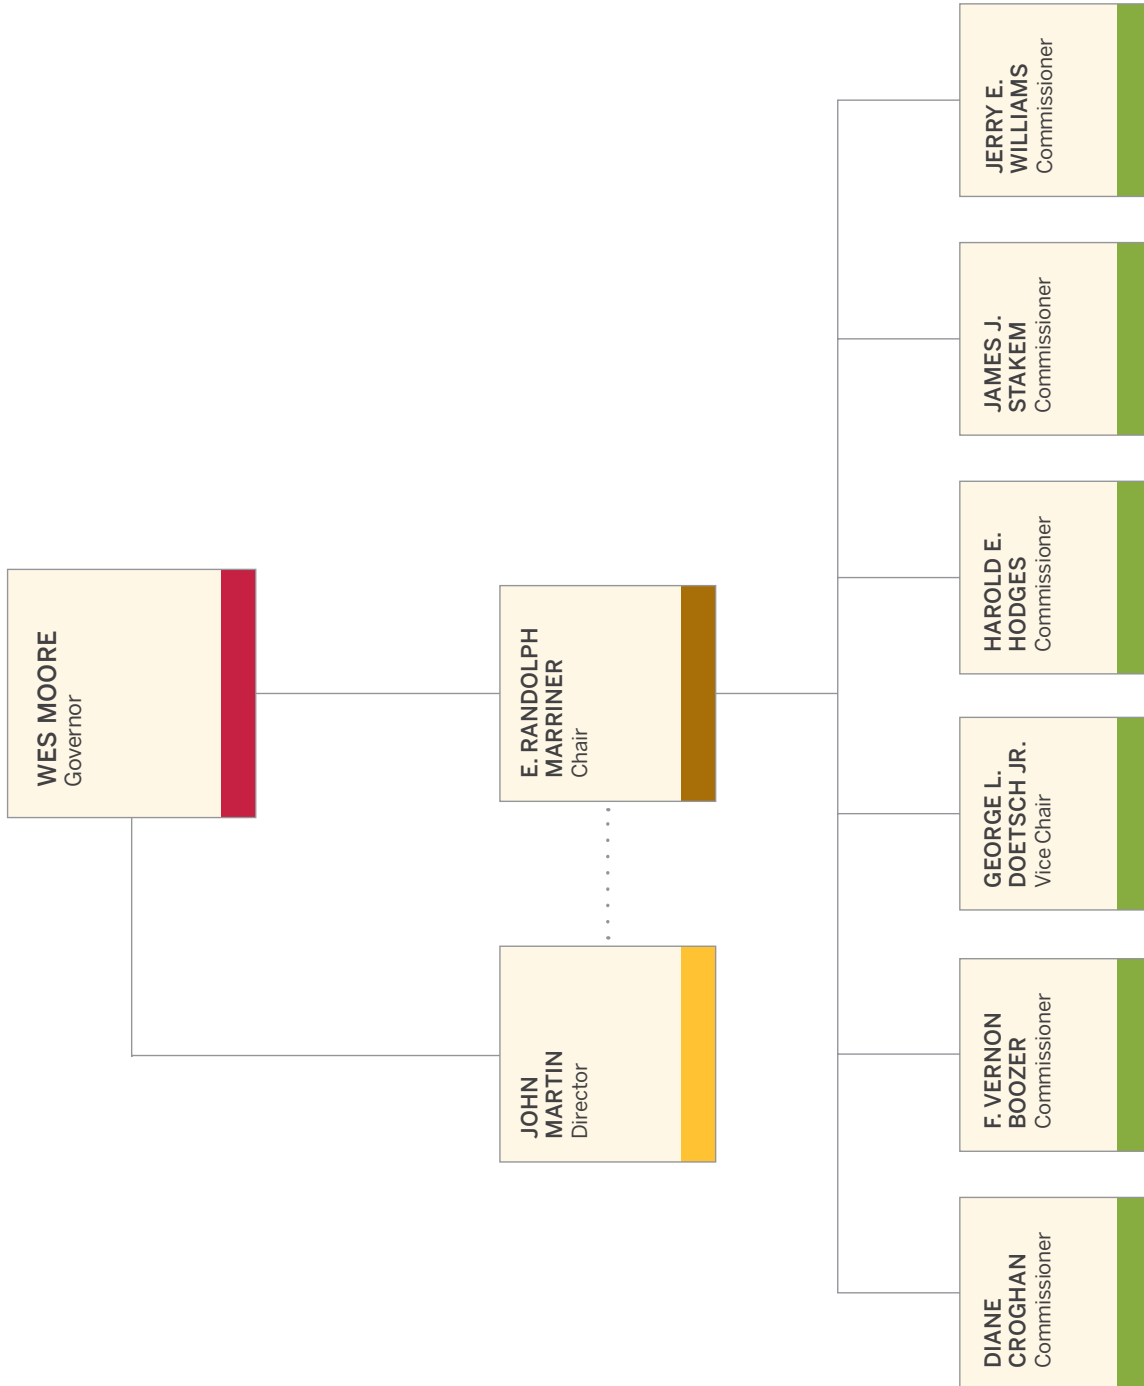 WES MOORE
Governor
JOHN
MARTIN
Director
E. RANDOLPH
MARRINER
Chair
DIANE
CROGHAN
Commissioner
F. VERNON
BOOZER
Commissioner
GEORGE L.
DOETSCH JR.
Vice Chair
HAROLD E.
HODGES
Commissioner
JAMES J.
STAKEM
Commissioner
JERRY E.
WILLIAMS
Commissioner